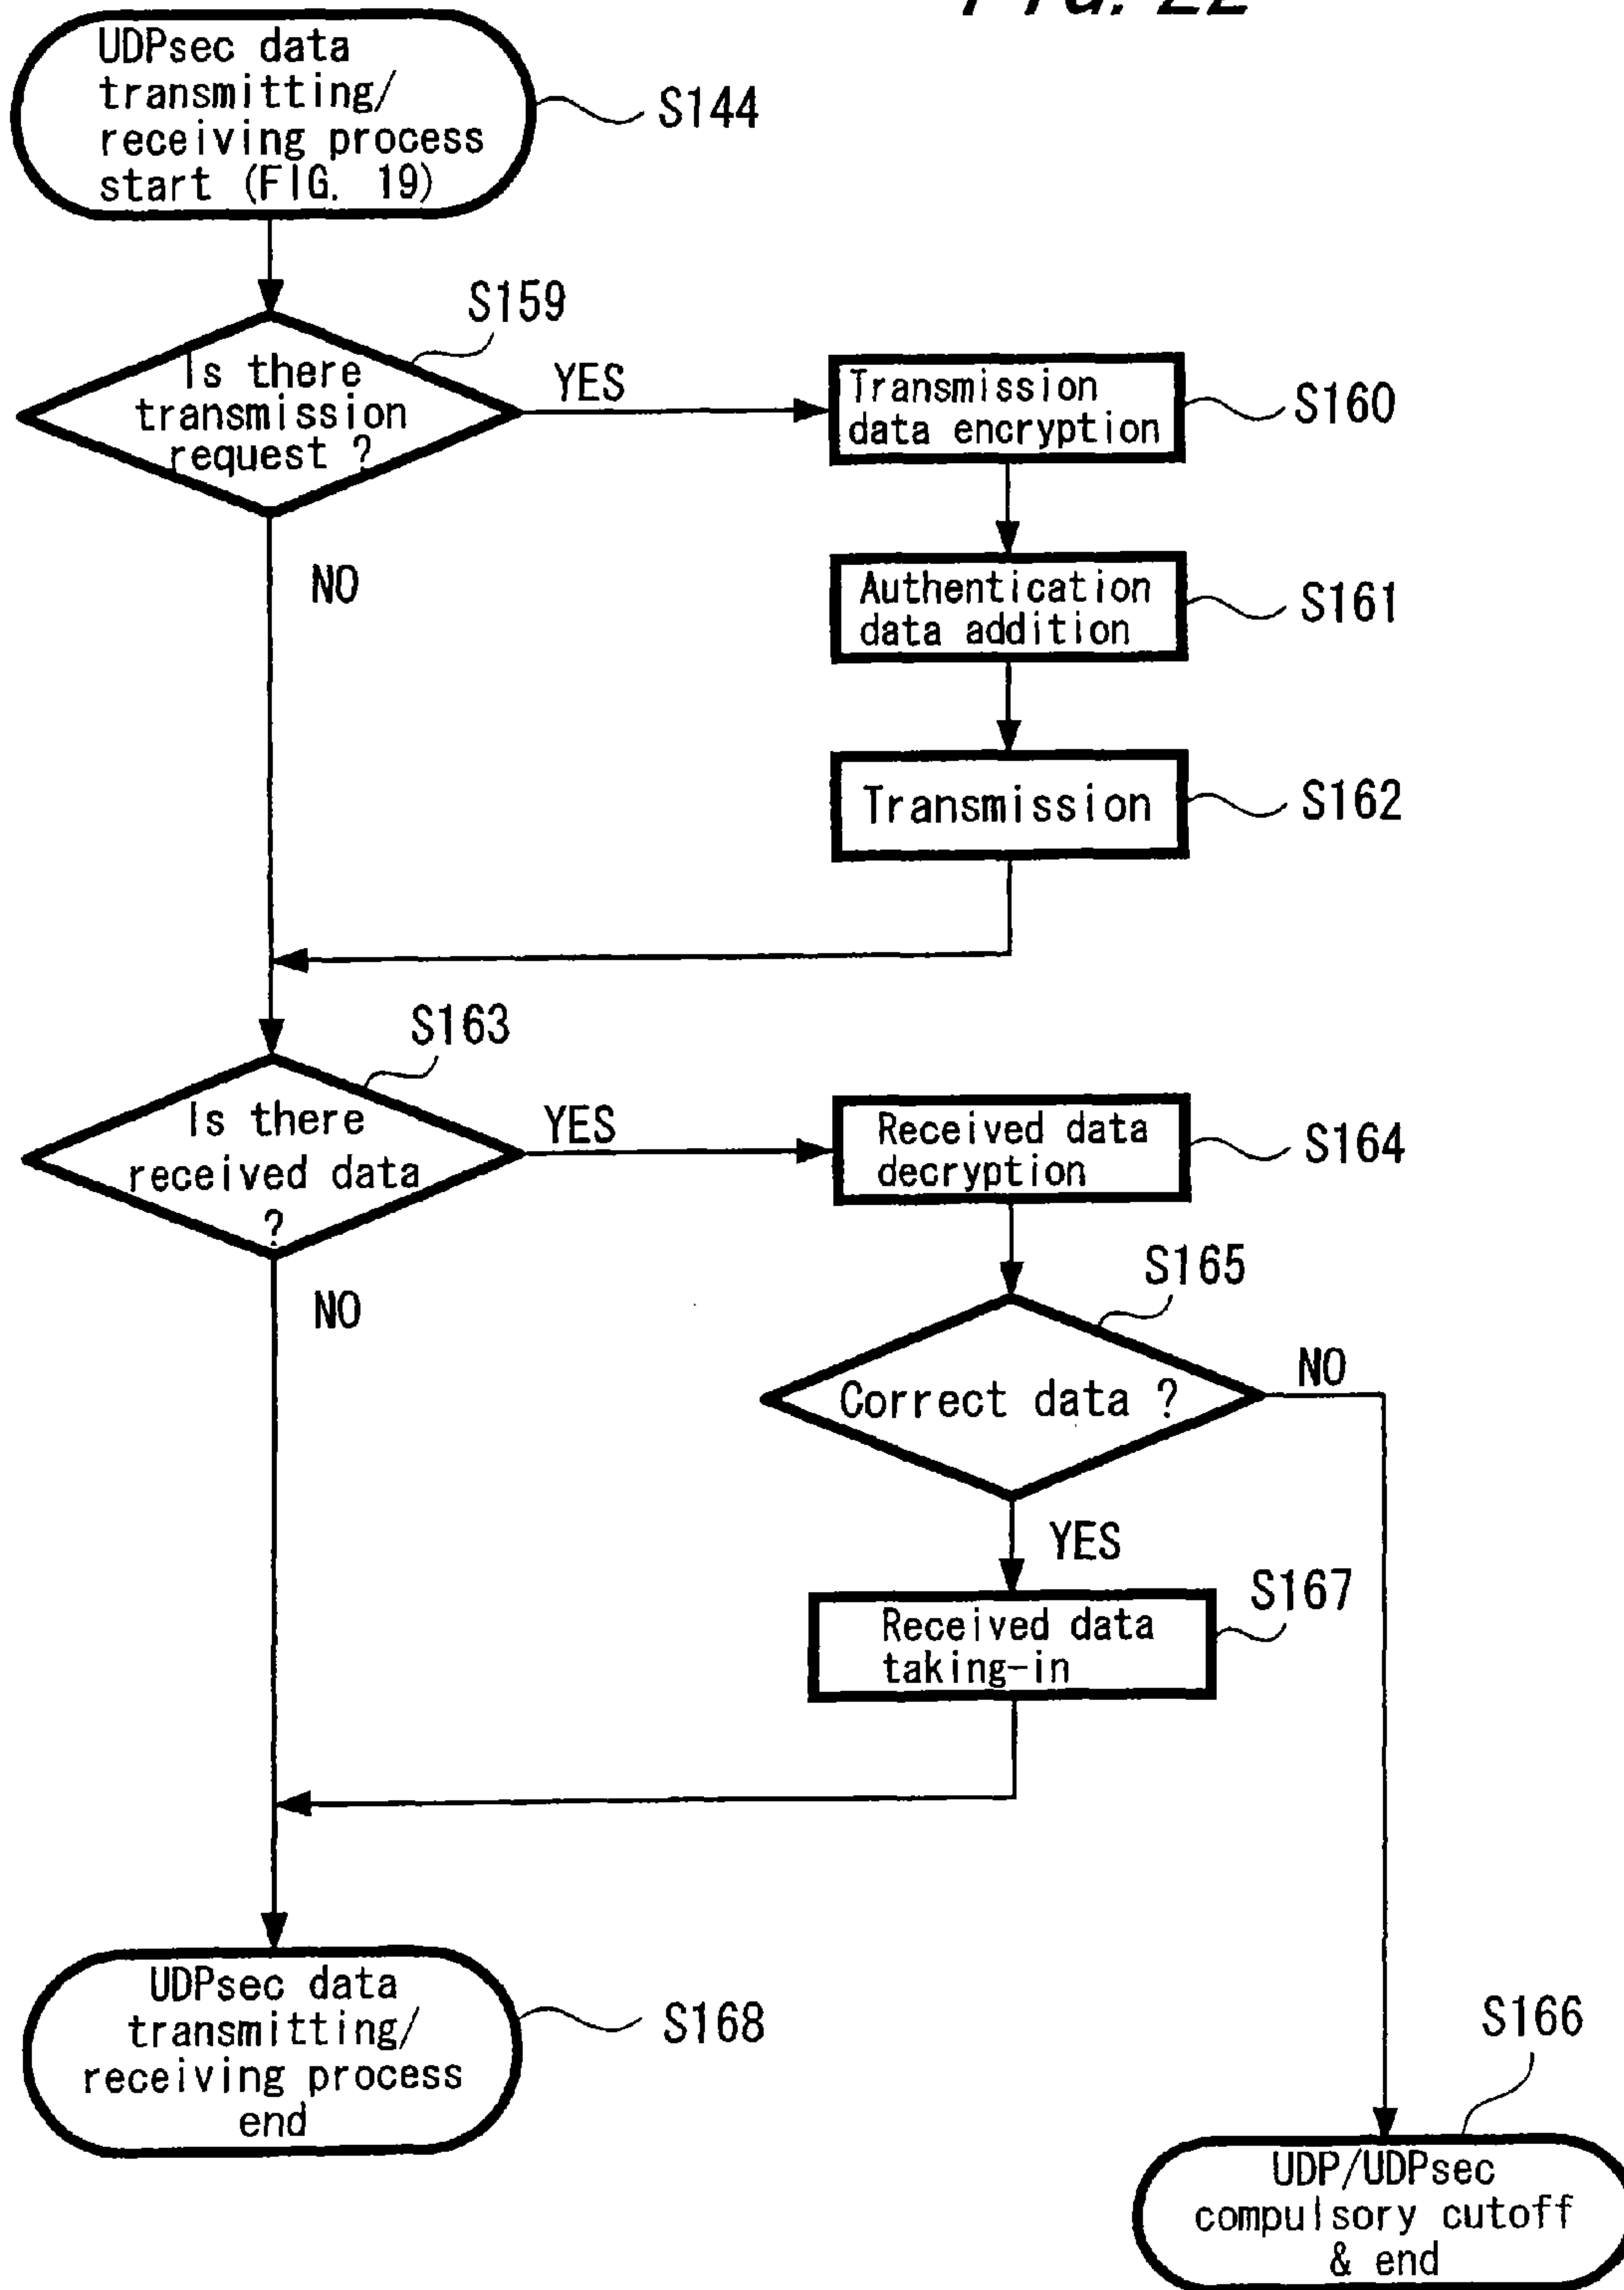 FIG. 22
UDPsec data
transmitting/
receiving process
start (FIG. 19)
S144
S159
Is there
transmission
request ?
YES
NO
Transmission
data encryption
S160
Authentication
data addition
S161
Transmission
S162
S163
Is there
received data
?
YES
NO
Received data
decryption
S164
S165
Correct data ?
NO
YES
S167
Received data
taking-in
UDPsec data
transmitting/
receiving process
end
S168
S166
UDP/UDPsec
compulsory cutoff
& end